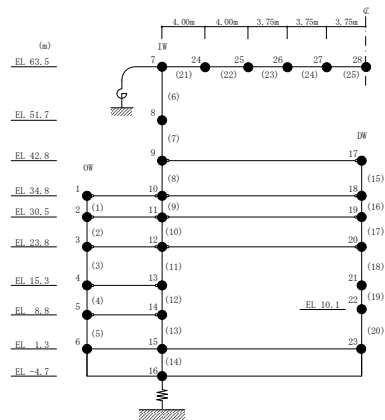 ℄
4.00m 4.00m 3.75m 3.75m 3.75m
(m) IW
7 24 25 26 27 28
EL 63.5
(21) (22) (23) (24) (25)
(6)
EL 51.7 8
(7)
DW
EL 42.8 9 17
OW (8) (15)
EL 34.8 1 10 18
(1) (9) (16)
EL 30.5 2 11 19
(2) (10) (17)
EL 23.8 3 12 20
(3) (11) (18)
EL 15.3 4 13 21
(4) (12) EL 10.1 22 (19)
EL 8.8 5 14
(5) (13) (20)
EL 1.3 6 15 23
(14)
EL -4.7 16